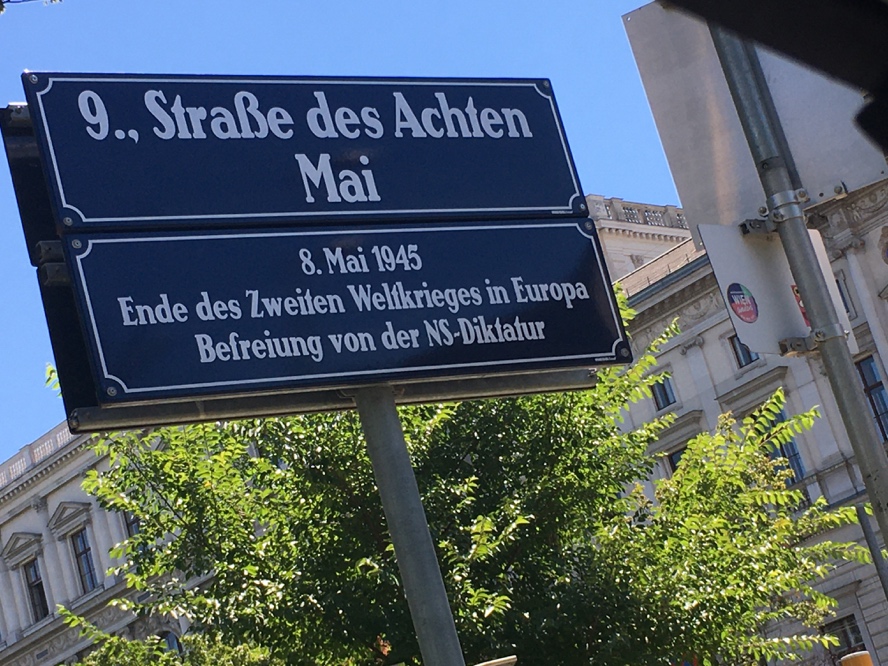 9., Straße des Achten
Mai
8. Mai 1945
Ende des Zweiten Weltkrieges in Europa
Befreiung von der NS-Diktatur
WIEN